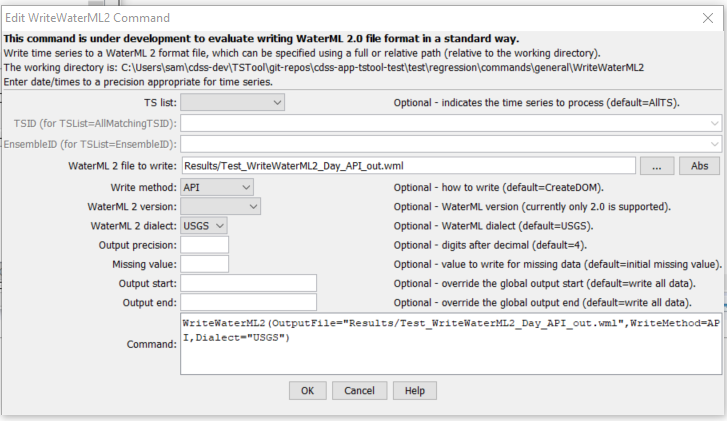 Edit WriteWaterML2 Command
This command is under development to evaluate writing WaterML 2.0 file format in a standard way.
Write time series to a WaterML 2 format file, which can be specified using a full or relative path (relative to the working directory).
The working directory is: C:\Users\sam\cdss-dev\TSTool\git-repos\cdss-app-tstool-test\test\regression\commands\general\WriteWaterML2
Enter date/times to a precision appropriate for time series.
TS list: Optional - indicates the time series to process (default=AllTS).
TSID (for TSList=AllMatchingTSID):
EnsembleID (for TSList=EnsembleID):
WaterML 2 file to write: Results/Test_WriteWaterML2_Day_API_out.wml ... Abs
Write method: API Optional - how to write (default=CreateDOM).
WaterML 2 version: Optional - WaterML version (currently only 2.0 is supported).
WaterML 2 dialect: USGS Optional - WaterML dialect (default=USGS).
Output precision: Optional - digits after decimal (default=4).
Missing value: Optional - value to write for missing data (default=initial missing value).
Output start: Optional - override the global output start (default=write all data).
Output end: Optional - override the global output end (default=write all data).
WriteWaterML2(OutputFile="Results/Test_WriteWaterML2_Day_API_out.wml",WriteMethod=AP
Command: I,Dialect="USGS")
OK Cancel Help